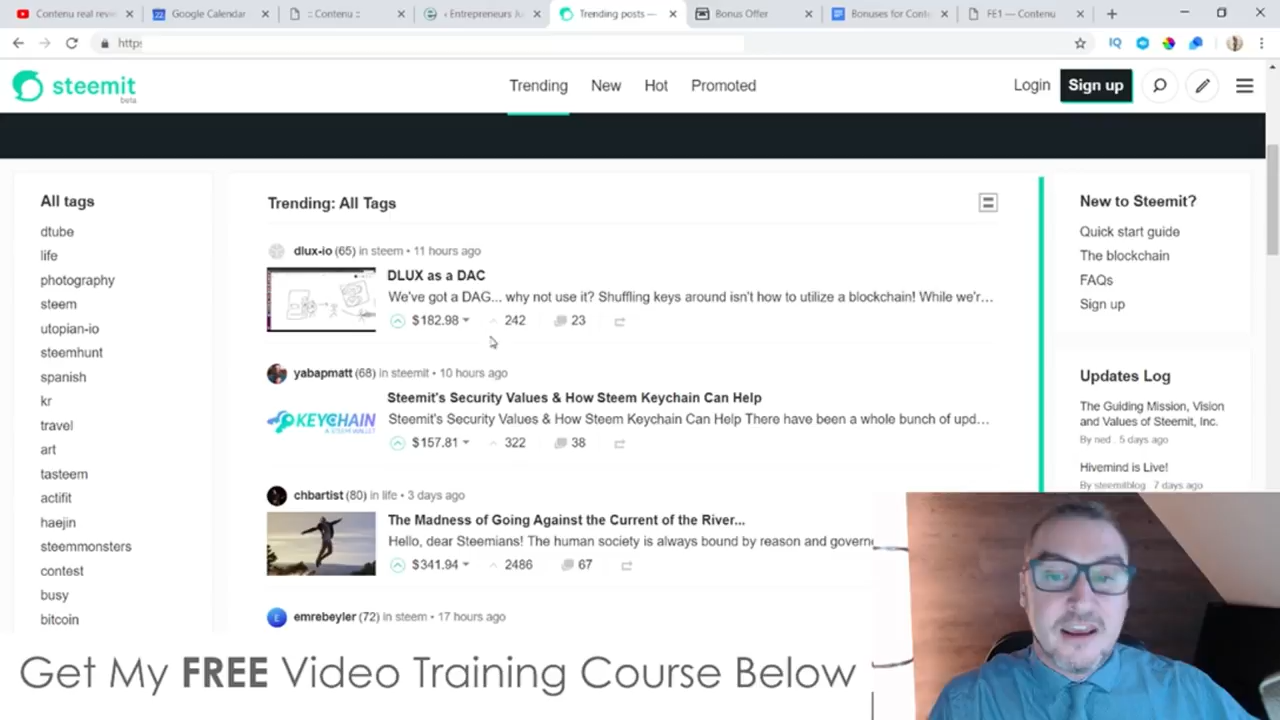 Contenu real revie
Google Calendar
:: Contenu ::
‹ Entrepreneurs Ju
Trending posts —
Bonus Offer
Bonuses for Conte
FE1 — Contenu
https
steemit
beta
Trending
New
Hot
Promoted
Login
Sign up
All tags
dtube
life
photography
steem
utopian-io
steemhunt
spanish
kr
travel
art
tasteem
actifit
haejin
steemmonsters
contest
busy
bitcoin
Trending: All Tags
dlux-io (65) in steem • 11 hours ago
DLUX as a DAC
We've got a DAG... why not use it? Shuffling keys around isn't how to utilize a blockchain! While we'r...
$182.98 242 23
yabapmatt (68) in steemit • 10 hours ago
KEYCHAIN
Steemit's Security Values & How Steem Keychain Can Help
Steemit's Security Values & How Steem Keychain Can Help There have been a whole bunch of upd...
$157.81 322 38
chbartist (80) in life • 3 days ago
The Madness of Going Against the Current of the River...
Hello, dear Steemians! The human society is always bound by reason and governe
$341.94 2486 67
emrebeyler (72) in steem • 17 hours ago
New to Steemit?
Quick start guide
The blockchain
FAQs
Sign up
Updates Log
The Guiding Mission, Vision
and Values of Steemit, Inc.
By ned . 5 days ago
Hivemind is Live!
By steemitblog . 7 days ago
Get My FREE Video Training Course Below